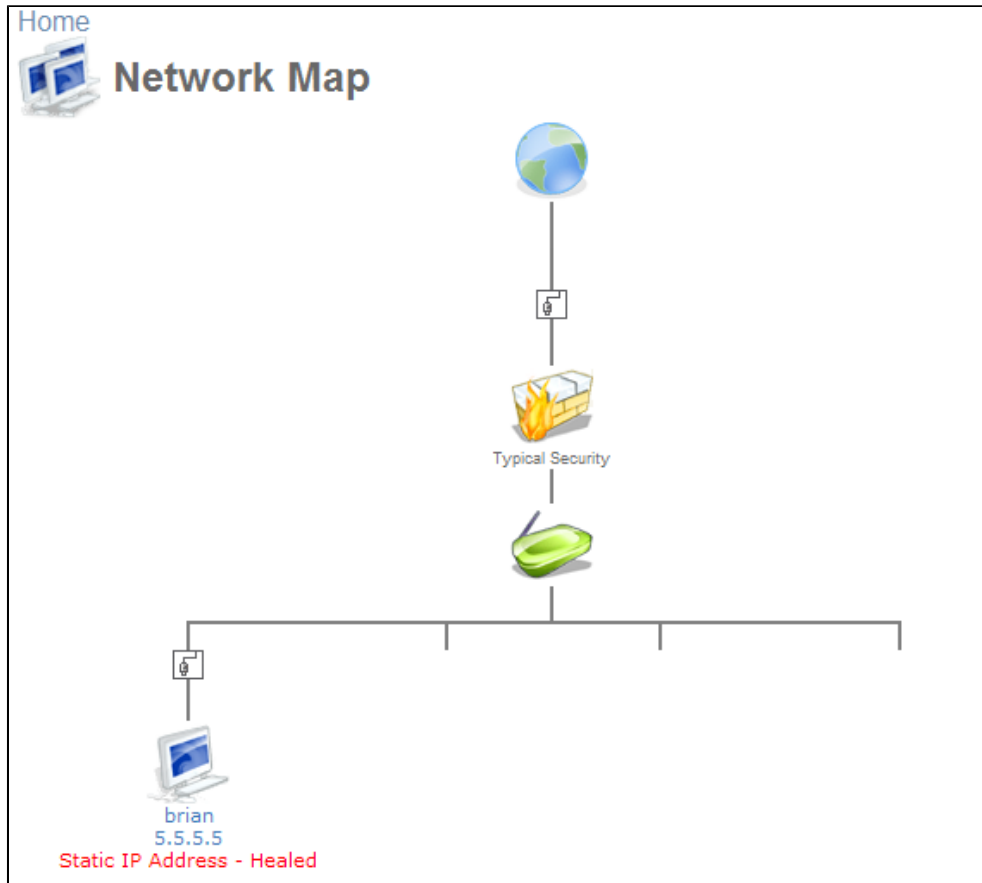 Home
Network Map
Typical Security
brian
5.5.5.5
Static IP Address - Healed